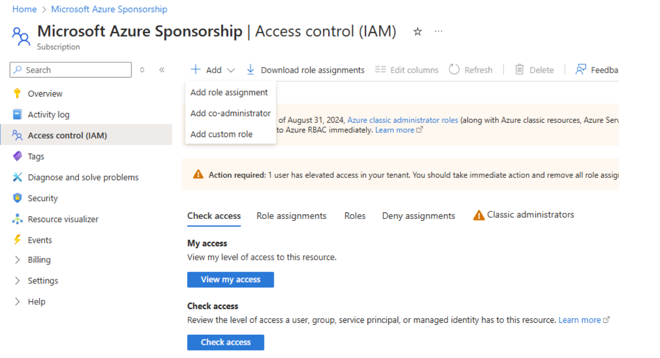 Home > Microsoft Azure Sponsorship
Microsoft Azure Sponsorship | Access control (IAM) ☆ ...
Subscription
Search
Overview
Activity log
Access control (IAM)
Tags
Diagnose and solve problems
Security
Resource visualizer
Events
Billing
Settings
Help
+ Add Download role assignments Edit columns Refresh Delete Feedba
Add role assignment
Add co-administrator
Add custom role
of August 31, 2024, Azure classic administrator roles (along with Azure classic resources, Azure Serv
to Azure RBAC immediately. Learn more
Action required: 1 user has elevated access in your tenant. You should take immediate action and remove all role assign
Check access Role assignments Roles Deny assignments Classic administrators
My access
View my level of access to this resource.
View my access
Check access
Review the level of access a user, group, service principal, or managed identity has to this resource. Learn more
Check access